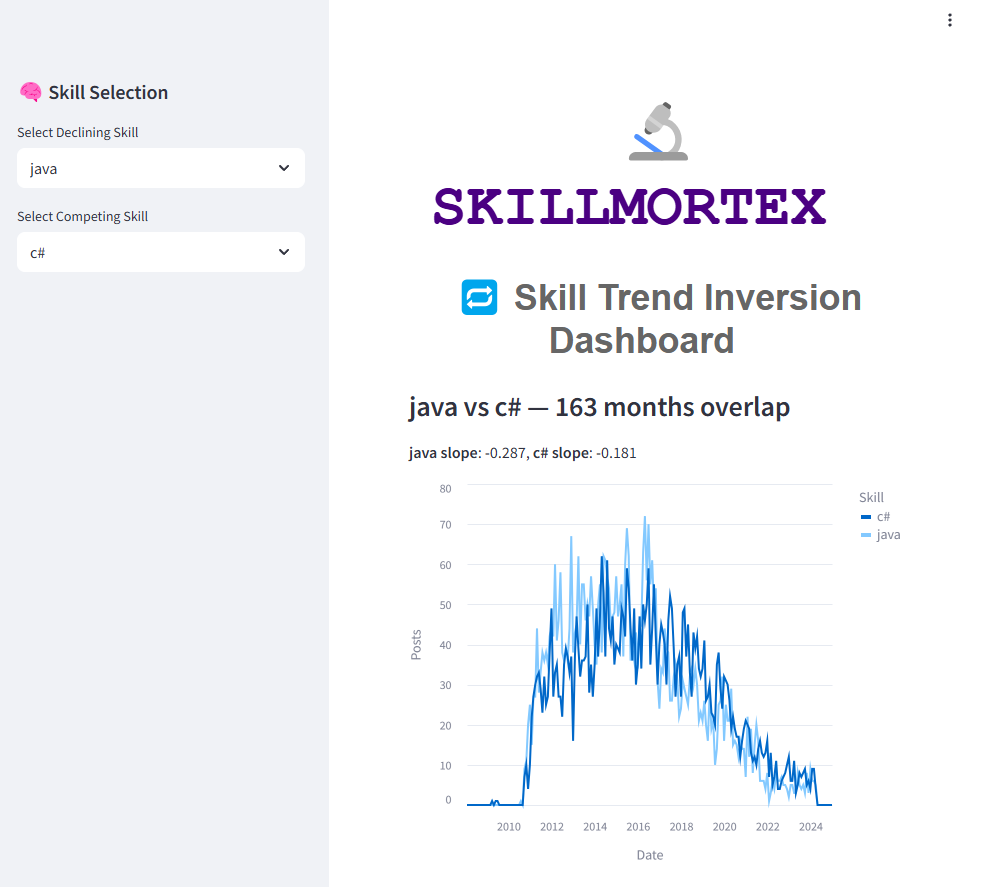 Skill Selection
Select Declining Skill
java
Select Competing Skill
c#
SKILLMORTEX
Skill Trend Inversion
Dashboard
java vs c# — 163 months overlap
java slope: -0.287, c# slope: -0.181
80
70
60
50
40
30
20
10
0
Posts
2010 2012 2014 2016 2018 2020 2022 2024
Date
Skill
c#
java